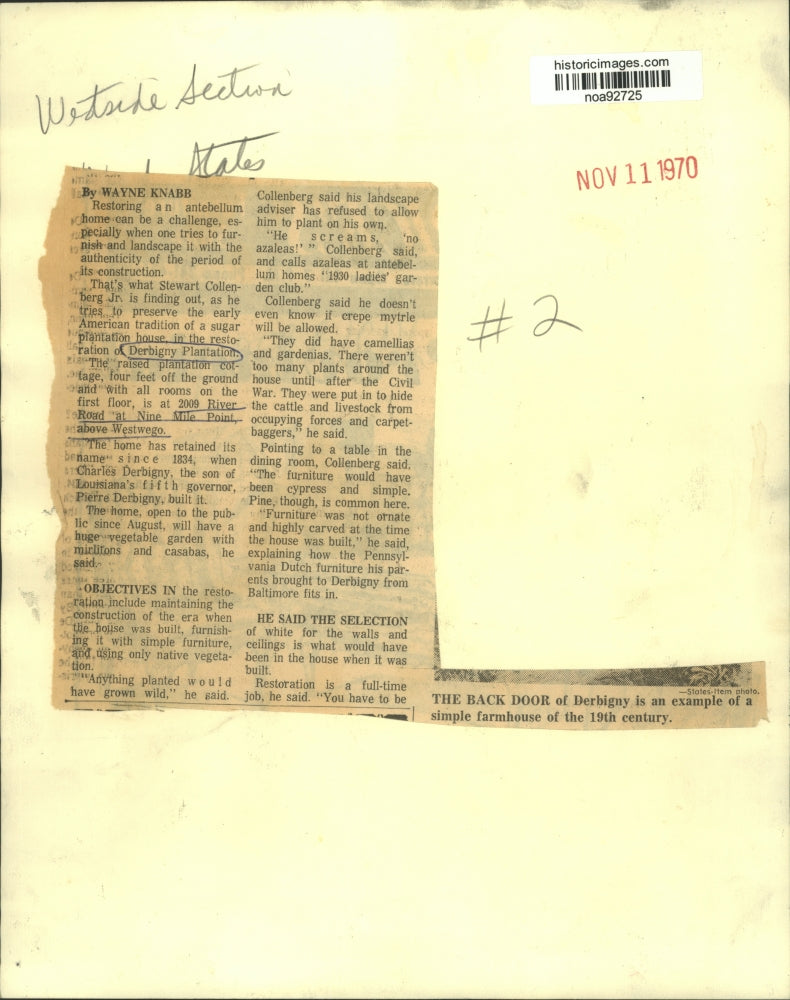 historicimages.com
noa92725
Westside Section
States
NOV 11 1970
#2
By WAYNE KNABB
Restoring an antebellum
home can be a challenge, es-
pecially when one tries to fur-
nish and landscape it with the
authenticity of the period of
its construction.
That's what Stewart Collen-
berg Jr. is finding out, as he
tries to preserve the early
American tradition of a sugar
plantation house, in the resto-
ration of Derbigny Plantation.
The raised plantation cot-
tage, four feet off the ground
and with all rooms on the
first floor, is at 2009 River
Road at Nine Mile Point,
above Westwego.
The home has retained its
name since 1834, when
Charles Derbigny, the son of
Louisiana's fifth governor,
Pierre Derbigny, built it.
The home, open to the pub-
lic since August, will have a
huge vegetable garden with
mirlitons and casabas, he
said.
OBJECTIVES IN the resto-
ration include maintaining the
construction of the era when
the house was built, furnish-
ing it with simple furniture,
and using only native vegeta-
tion.
"Anything planted would
have grown wild," he said.
Collenberg said his landscape
adviser has refused to allow
him to plant on his own.
"He screams, 'no
azaleas!' " Collenberg said,
and calls azaleas at antebel-
lum homes "1930 ladies' gar-
den club."
Collenberg said he doesn't
even know if crepe mytrle
will be allowed.
"They did have camellias
and gardenias. There weren't
too many plants around the
house until after the Civil
War. They were put in to hide
the cattle and livestock from
occupying forces and carpet-
baggers," he said.
Pointing to a table in the
dining room, Collenberg said,
"The furniture would have
been cypress and simple.
Pine, though, is common here.
"Furniture was not ornate
and highly carved at the time
the house was built," he said,
explaining how the Pennsyl-
vania Dutch furniture his par-
ents brought to Derbigny from
Baltimore fits in.
HE SAID THE SELECTION
of white for the walls and
ceilings is what would have
been in the house when it was
built.
Restoration is a full-time
job, he said. "You have to be
—States-Item photo.
THE BACK DOOR of Derbigny is an example of a
simple farmhouse of the 19th century.